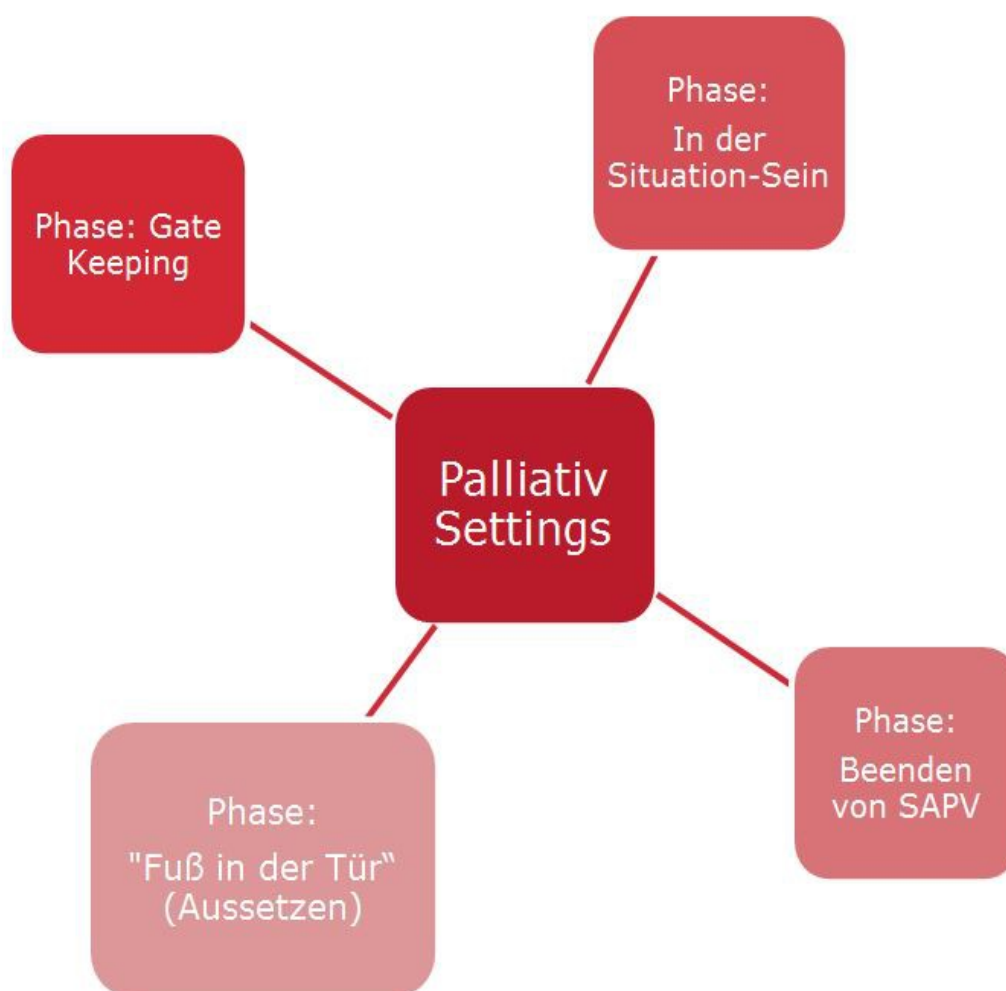 Phase:
In der
Situation-Sein
Phase: Gate
Keeping
Palliativ
Settings
Phase:
Beenden
von SAPV
Phase:
"Fuß in der Tür“
(Aussetzen)